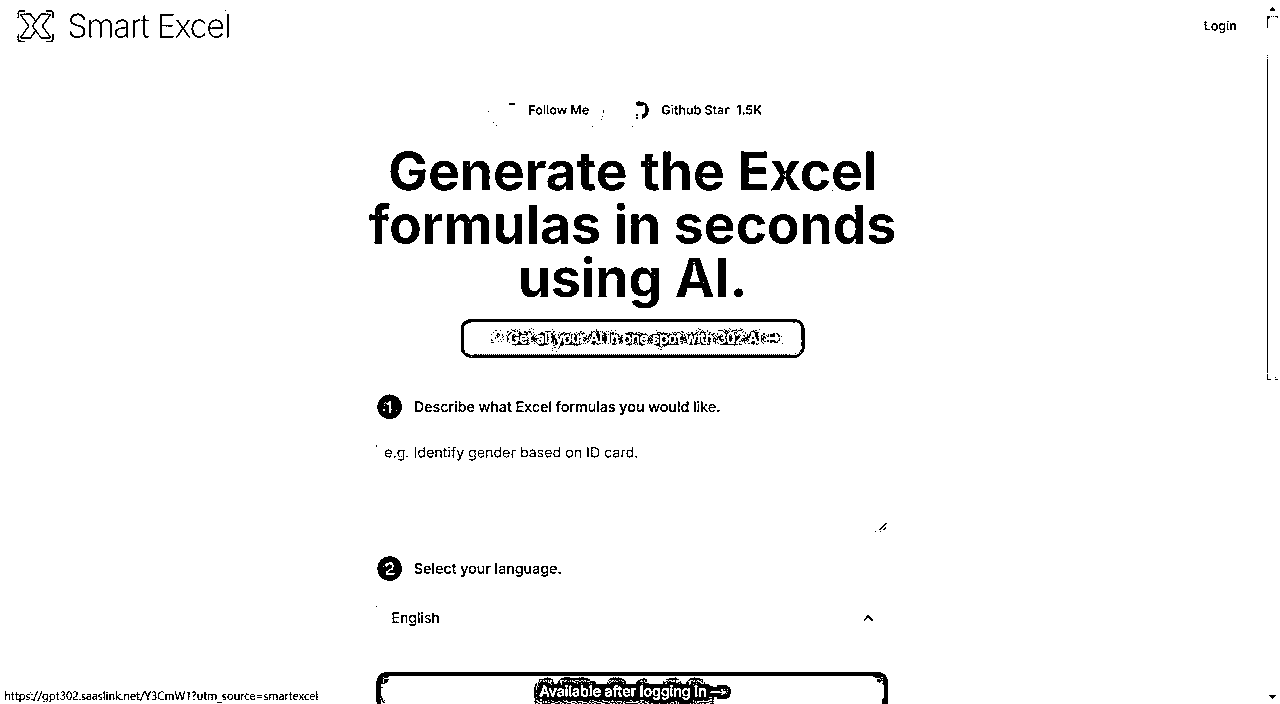 Smart Excel
Login
Follow Me
Github Star 1.5K
Generate the Excel
formulas in seconds
using AI.
Get all your AI in one spot with 302.AI
1 Describe what Excel formulas you would like.
e.g. Identify gender based on ID card.
2 Select your language.
English
Available after logging in →
https://gpt302.saaslink.net/Y3CmW1?utm_source=smartexcel